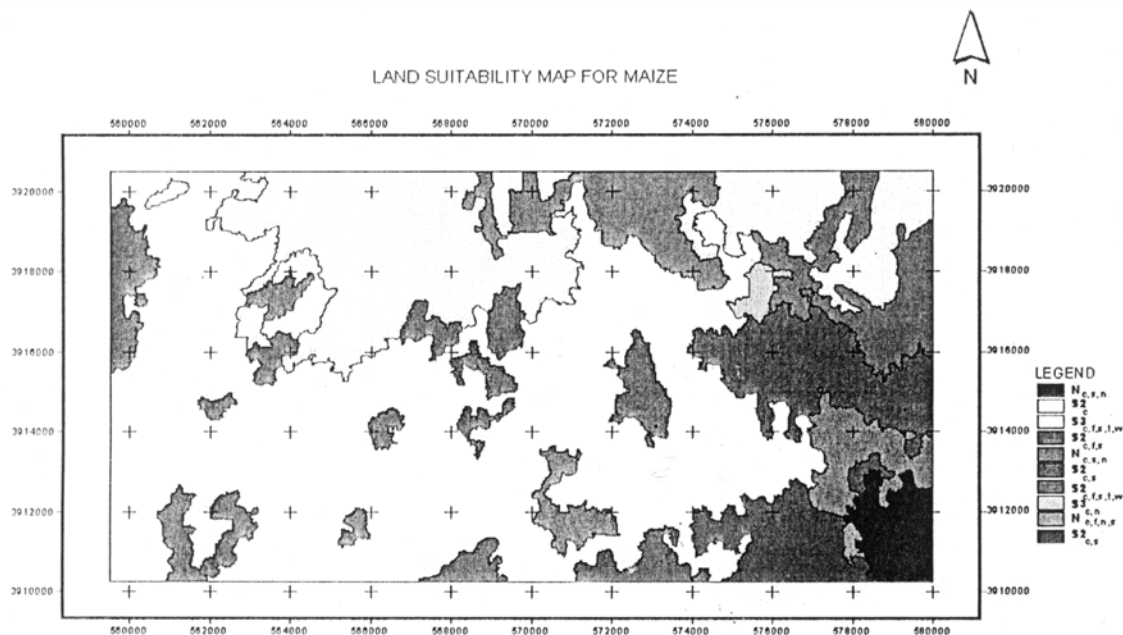 N
LAND SUITABILITY MAP FOR MAIZE
560000 562000 564000 566000 568000 570000 572000 574000 576000 578000 580000
3920000 3920000
3918000 3918000
3916000 3916000
3914000 3914000
3912000 3912000
3910000 3910000
560000 562000 564000 566000 568000 570000 572000 574000 576000 578000 580000
LEGEND
N c,s,n
S2 c
S3 c,f,s,t,w
S2 c,f,s
N c,s,n
S2 c,s
S2 c,f,s,t,w
S3 c,n
N c,f,n,s
S2 c,s